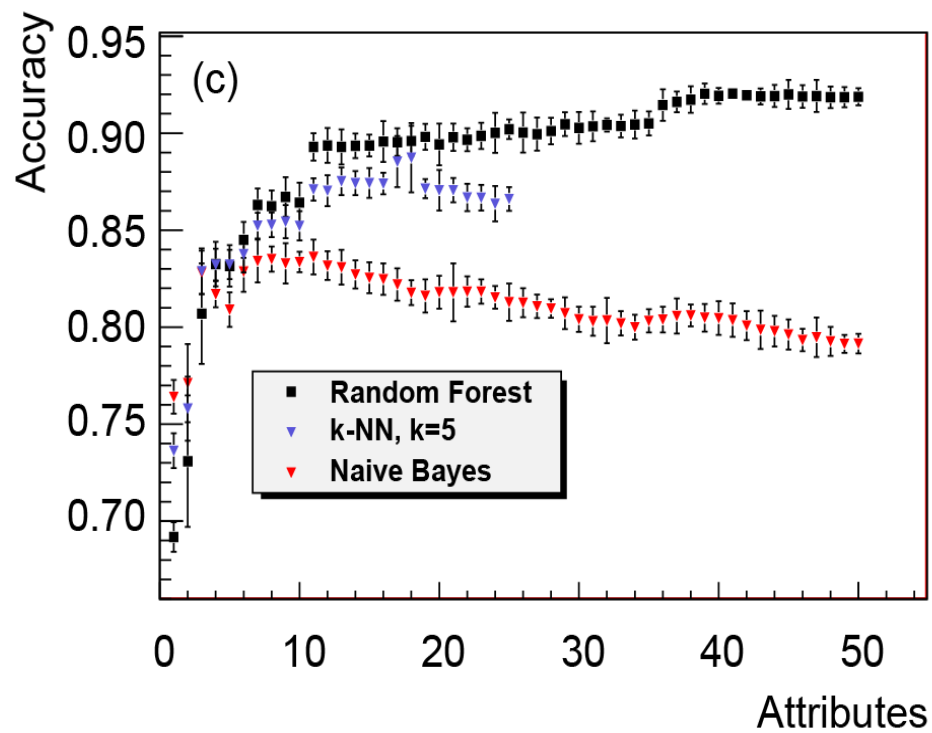 Accuracy
0.95
(c)
0.90
0.85
0.80
0.75
0.70
Random Forest
k-NN, k=5
Naive Bayes
0 10 20 30 40 50
Attributes